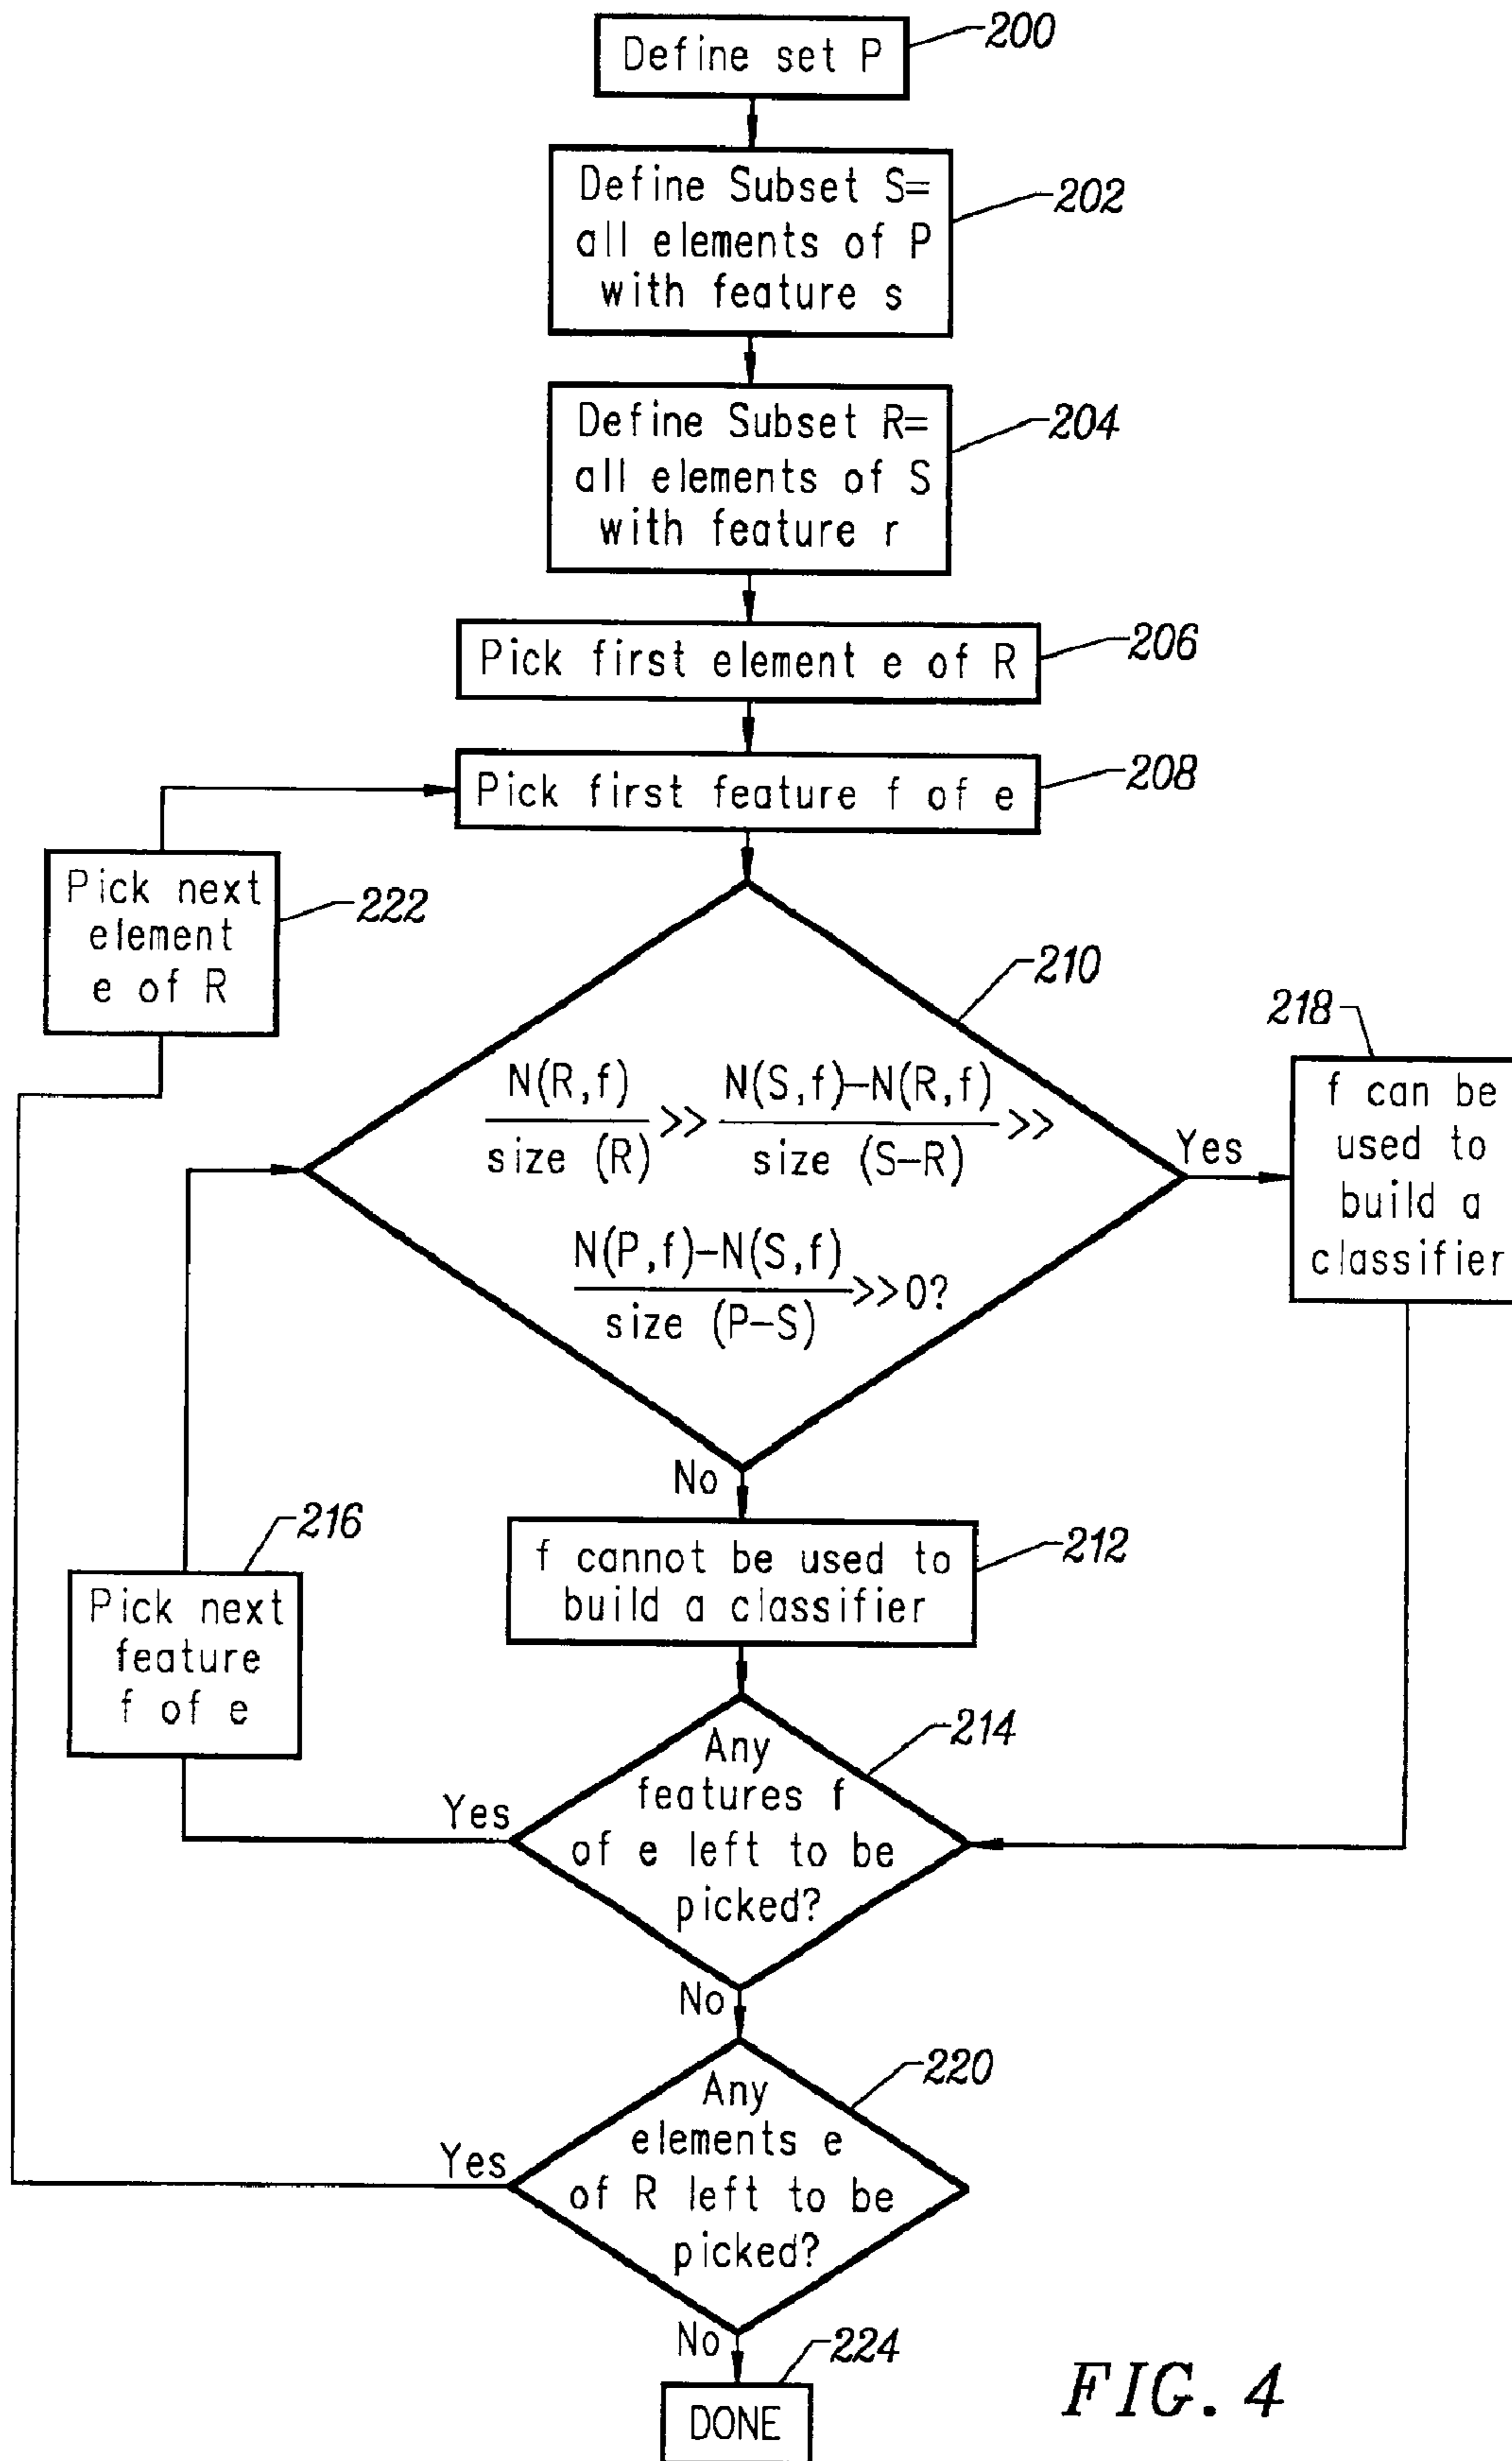 Define set P
200
Define Subset S=
all elements of P
with feature s
202
Define Subset R=
all elements of S
with feature r
204
Pick first element e of R
206
Pick first feature f of e
208
Pick next
element
e of R
222
210
N(R,f)
size (R)
>>
N(S,f)–N(R,f)
size (S–R)
>>
N(P,f)–N(S,f)
size (P–S)
>>0?
Yes
218
f can be
used to
build a
classifier
No
f cannot be used to
build a classifier
212
216
Pick next
feature
f of e
Any
features f
of e left to be
picked?
214
Yes
No
Any
elements e
of R left to be
picked?
220
Yes
No
224
DONE
FIG. 4